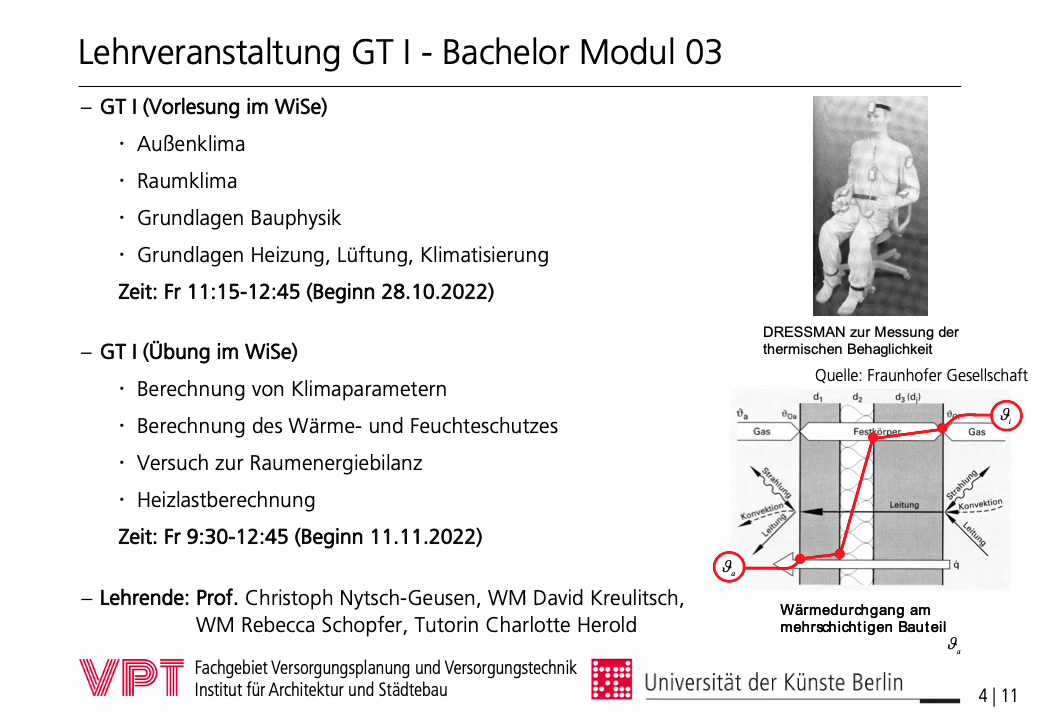 Lehrveranstaltung GT I - Bachelor Modul 03
– GT I (Vorlesung im WiSe)
· Außenklima
· Raumklima
· Grundlagen Bauphysik
· Grundlagen Heizung, Lüftung, Klimatisierung
Zeit: Fr 11:15-12:45 (Beginn 28.10.2022)
– GT I (Übung im WiSe)
· Berechnung von Klimaparametern
· Berechnung des Wärme- und Feuchteschutzes
· Versuch zur Raumenergiebilanz
· Heizlastberechnung
Zeit: Fr 9:30-12:45 (Beginn 11.11.2022)
– Lehrende: Prof. Christoph Nytsch-Geusen, WM David Kreulitsch,
WM Rebecca Schopfer, Tutorin Charlotte Herold
DRESSMAN zur Messung der
thermischen Behaglichkeit
Quelle: Fraunhofer Gesellschaft
d1 d2 d3 (dj)
ϑa ϑOa
ϑi
Gas Festkörper Gas
Strahlung Strahlung
Konvektion Leitung Konvektion
Leitung Leitung
ϑa
q̇
Wärmedurchgang am
mehrschichtigen Bauteil
ϑa
VPT
Fachgebiet Versorgungsplanung und Versorgungstechnik
Institut für Architektur und Städtebau
Universität der Künste Berlin
4 | 11